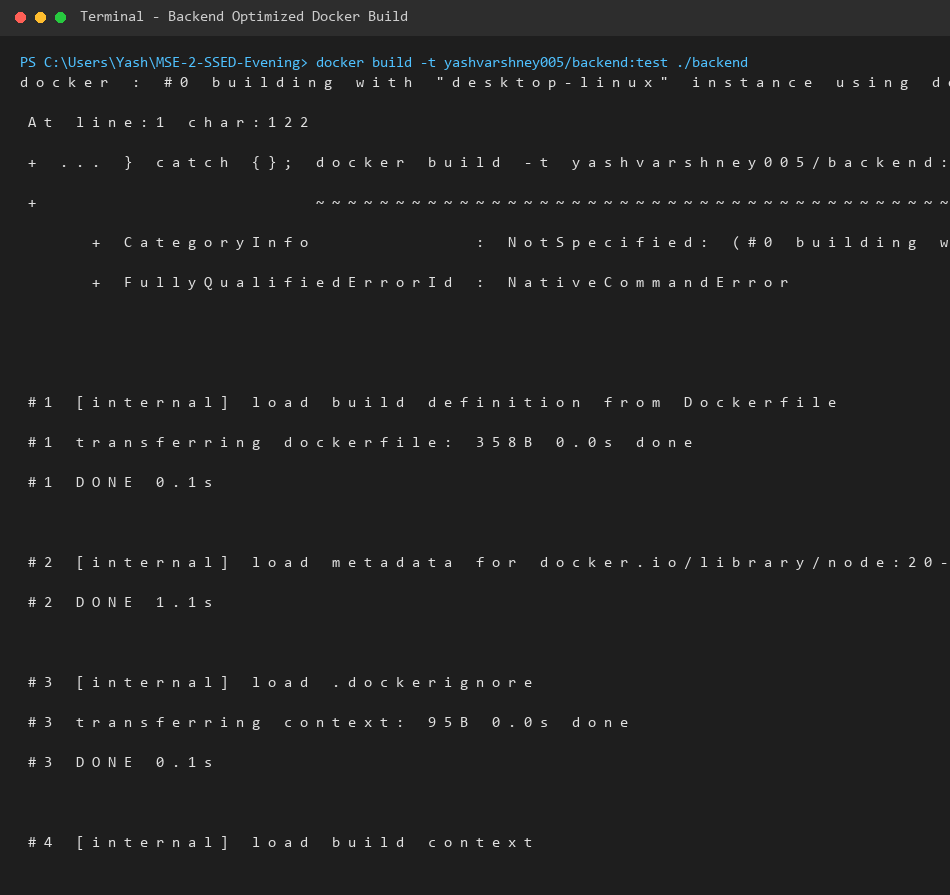 Terminal - Backend Optimized Docker Build
PS C:\Users\Yash\MSE-2-SSED-Evening> docker build -t yashvarshney005/backend:test ./backend
docker : #0 building with "desktop-linux" instance using do
At line:1 char:122
+ ... } catch {}; docker build -t yashvarshney005/backend:
+ ~~~~~~~~~~~~~~~~~~~~~~~~~~~~~~~~~~~~~~~~
+ CategoryInfo : NotSpecified: (#0 building w
+ FullyQualifiedErrorId : NativeCommandError
#1 [internal] load build definition from Dockerfile
#1 transferring dockerfile: 358B 0.0s done
#1 DONE 0.1s
#2 [internal] load metadata for docker.io/library/node:20-
#2 DONE 1.1s
#3 [internal] load .dockerignore
#3 transferring context: 95B 0.0s done
#3 DONE 0.1s
#4 [internal] load build context